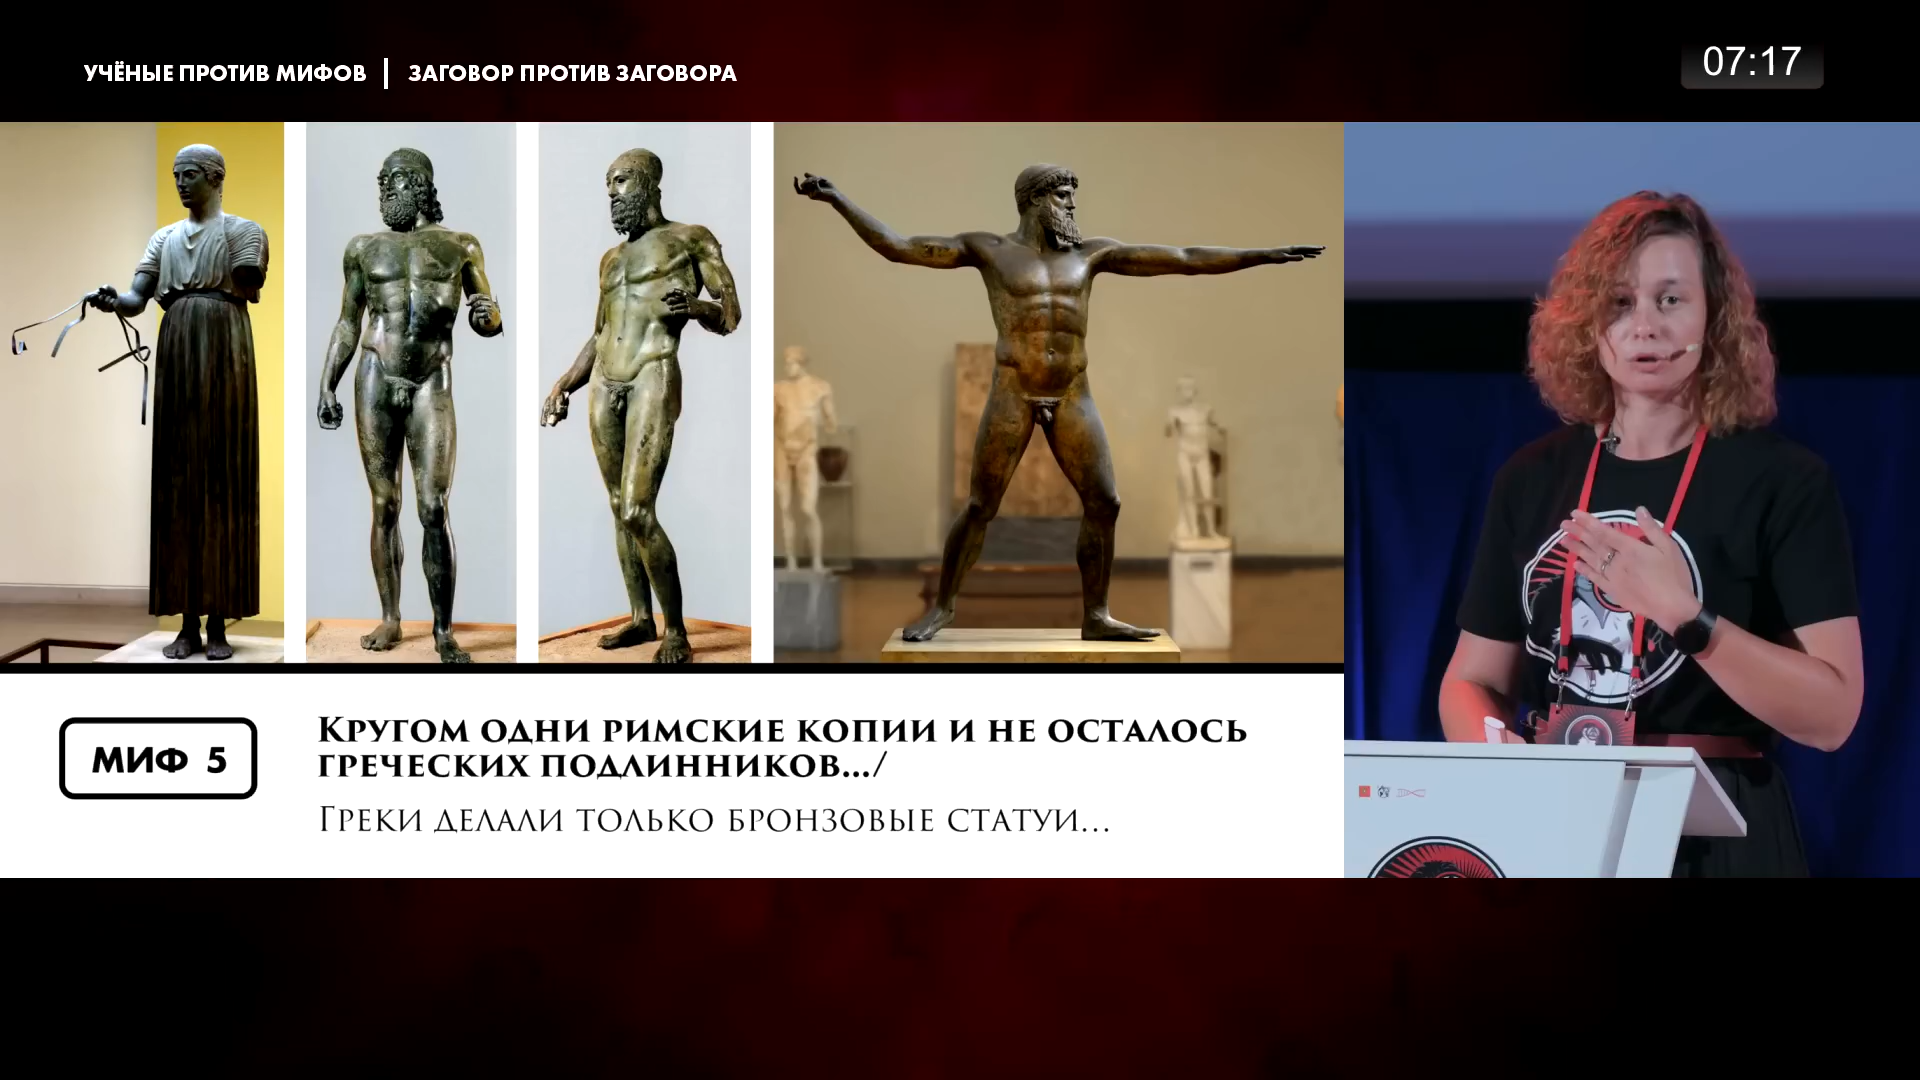 УЧЁНЫЕ ПРОТИВ МИФОВ | ЗАГОВОР ПРОТИВ ЗАГОВОРА
07:17
МИФ 5
Кругом одни римские копии и не осталось
греческих подлинников.../
Греки делали только бронзовые статуи...